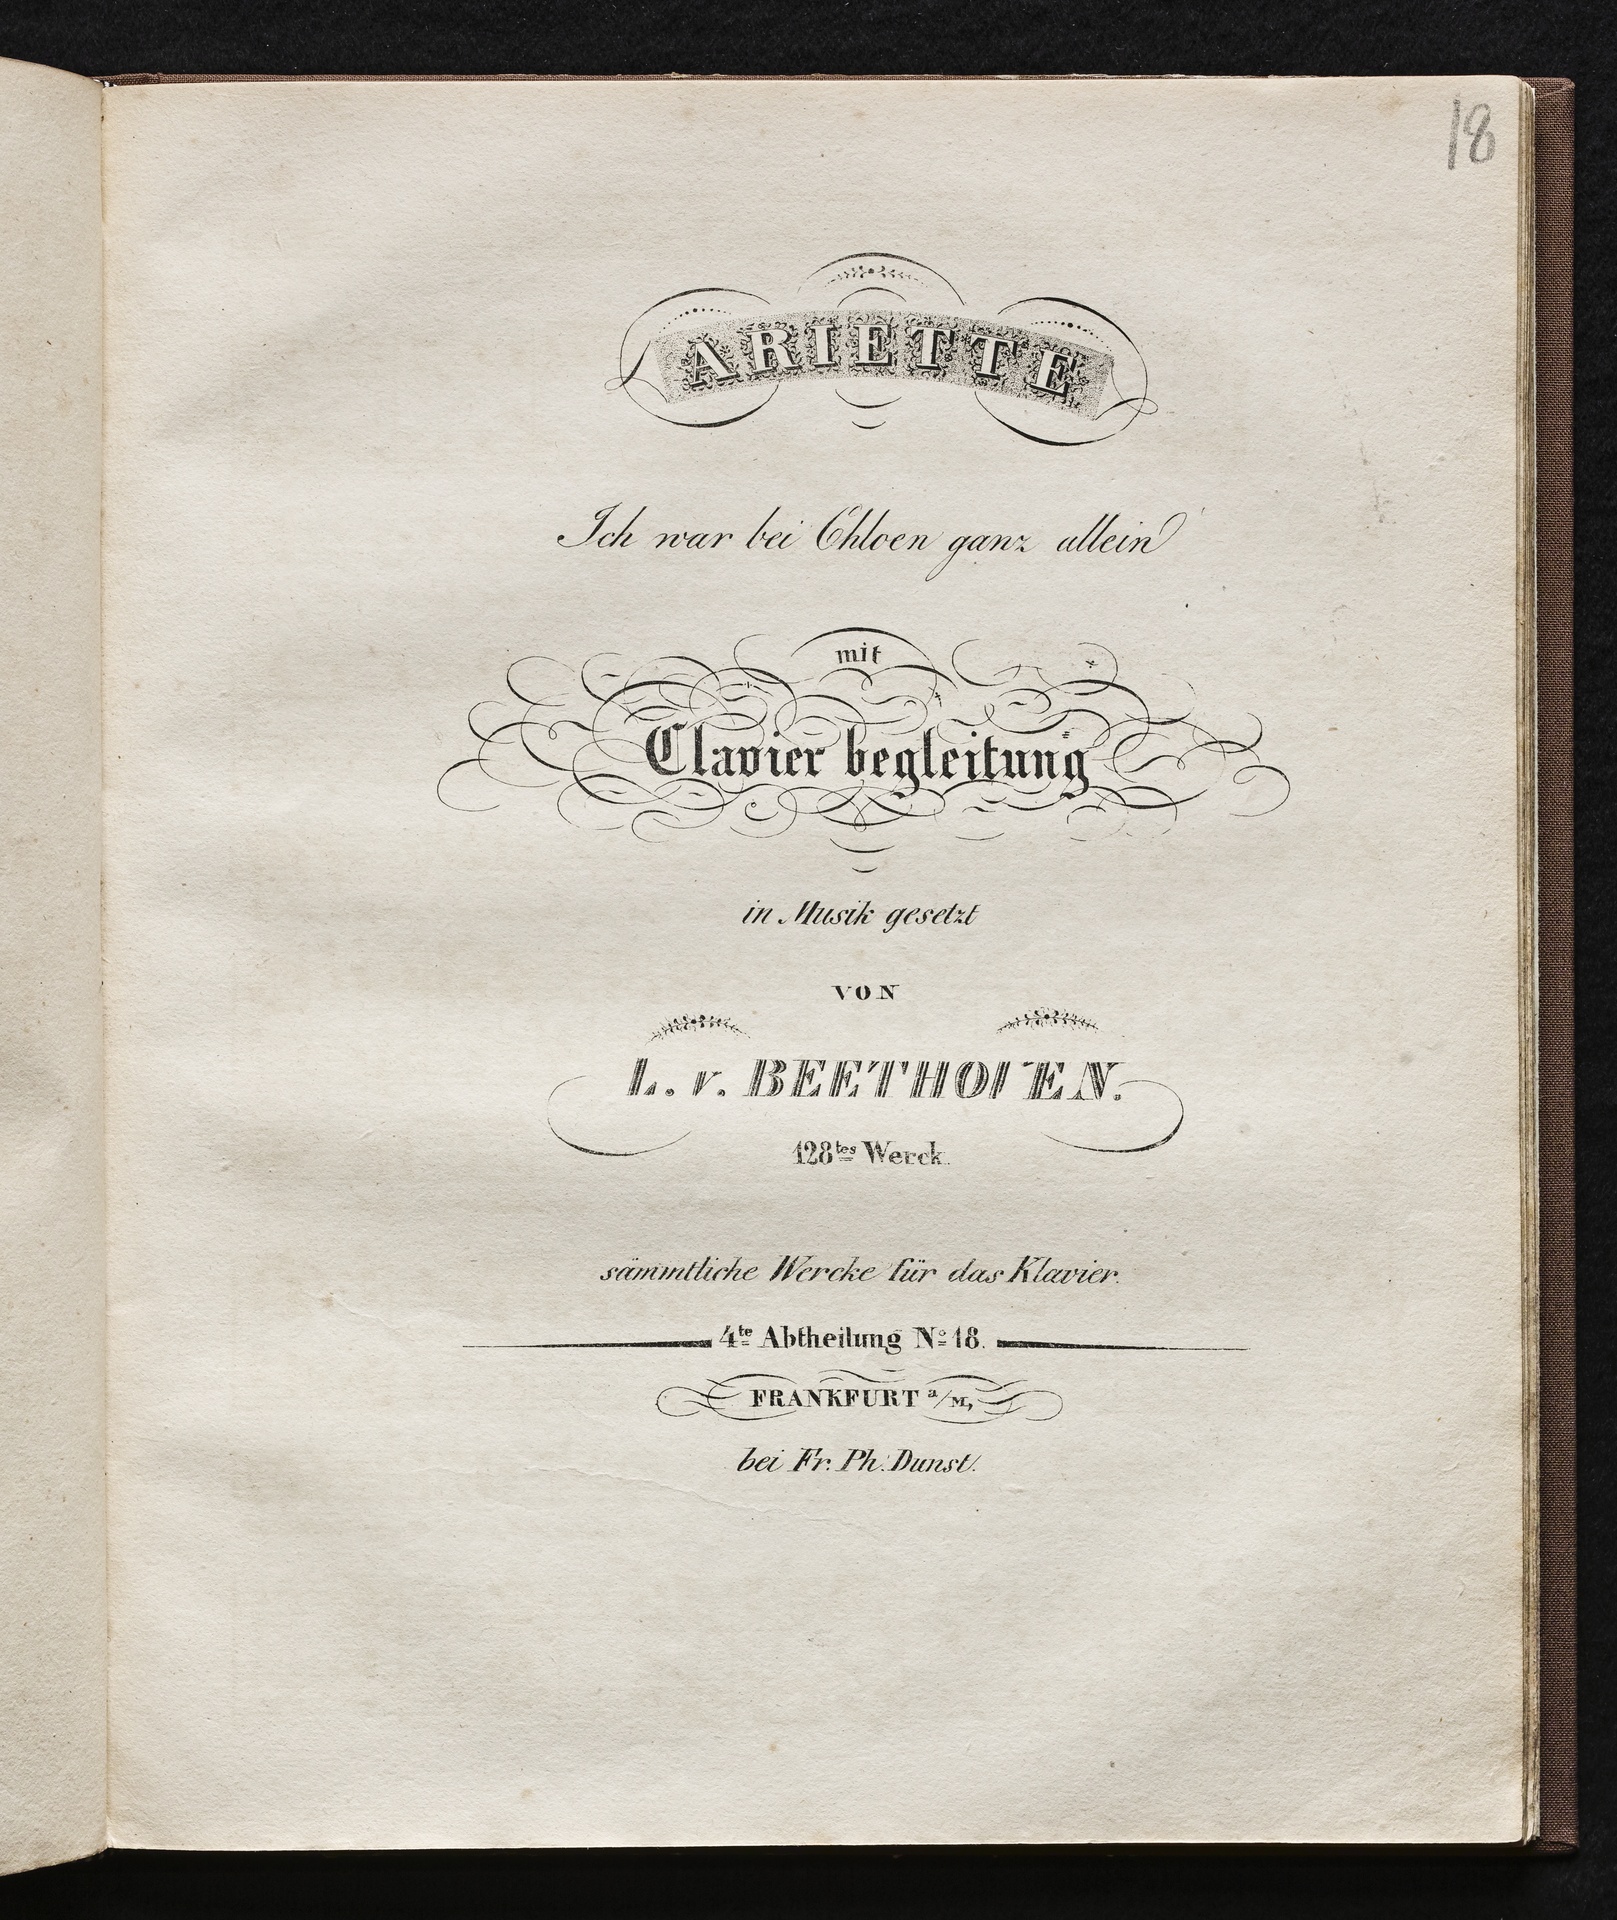 18
ARIETTE
Ich war bei Chloen ganz allein
mit
Clavier begleitung
in Musik gesetzt
VON
L. v. BEETHOVEN.
128tes Werck.
sämmtliche Wercke für das Klavier.
4te Abtheilung No 18.
FRANKFURT a/M,
bei Fr. Ph. Dunst.